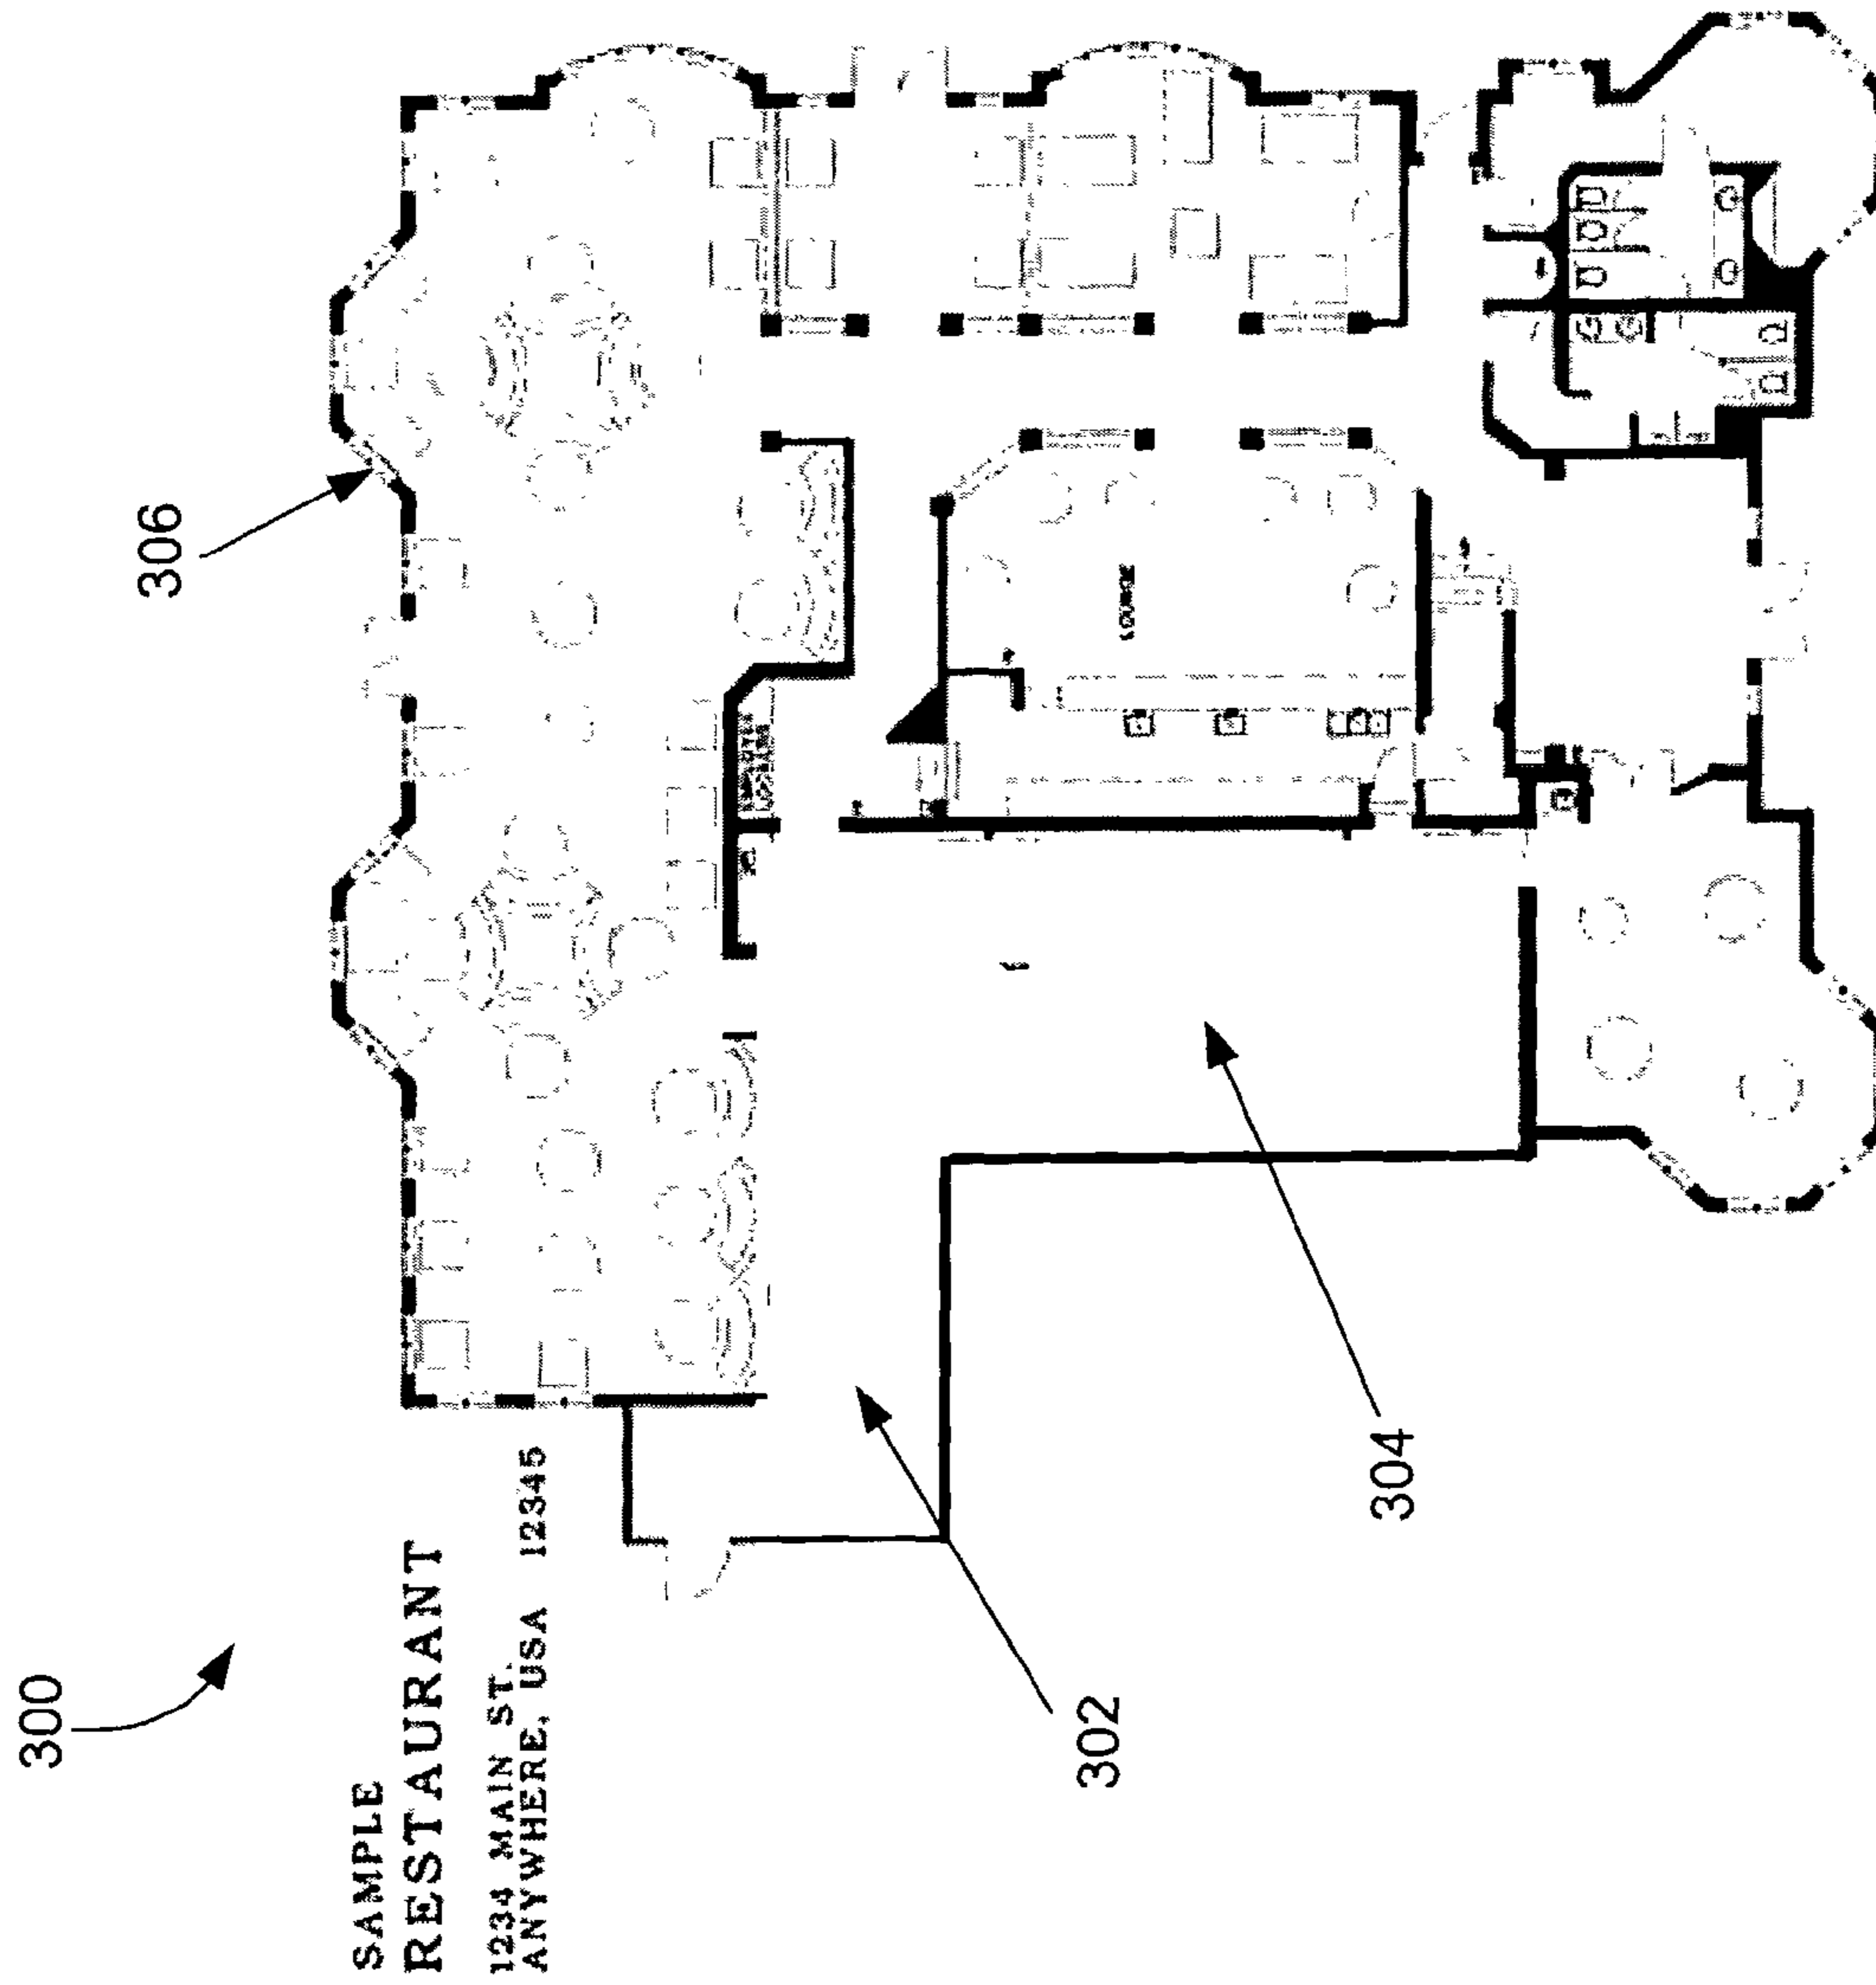 300
SAMPLE
RESTAURANT
1234 MAIN ST.
ANYWHERE, USA 12345
306
302
304